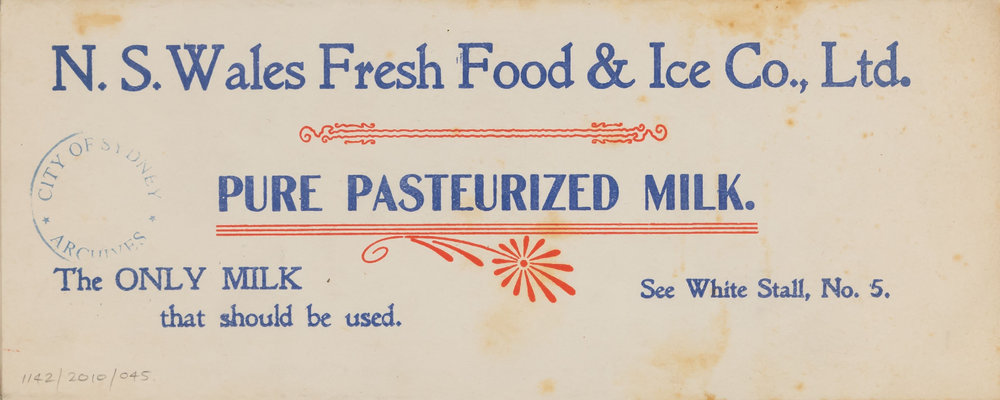 N. S. Wales Fresh Food & Ice Co., Ltd.
PURE PASTEURIZED MILK.
CITY OF SYDNEY
* ARCHIVES *
The ONLY MILK
that should be used.
See White Stall, No. 5.
1142/2010/045